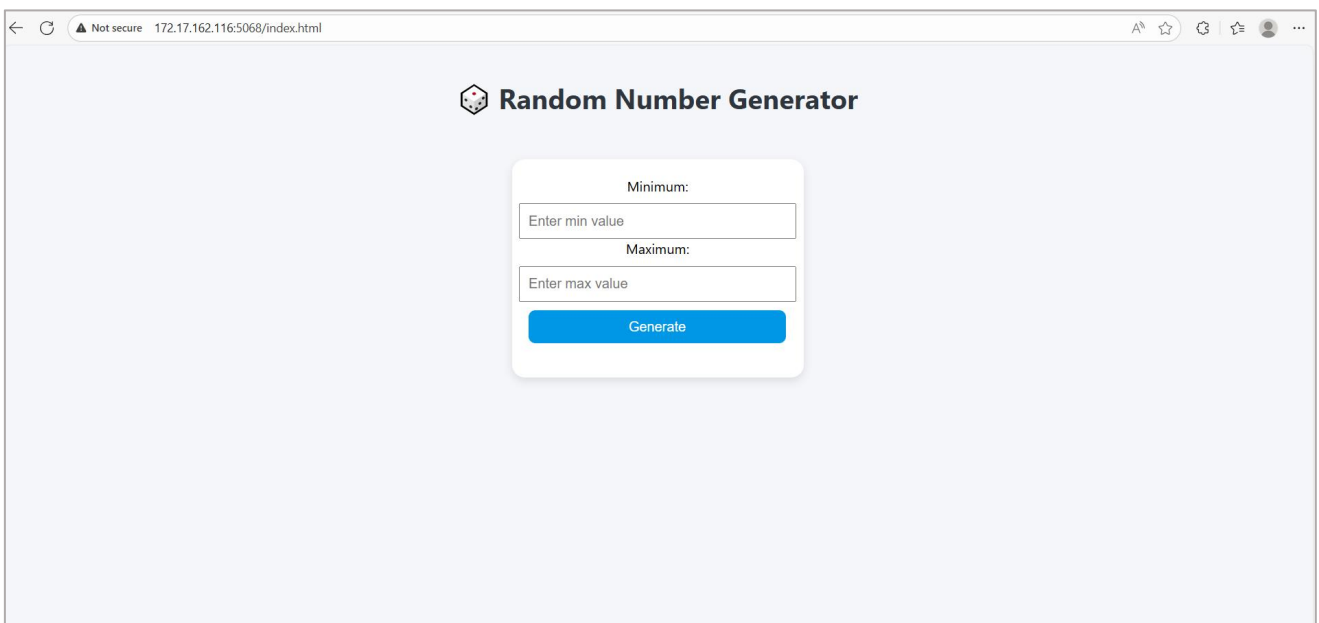 Not secure 172.17.162.116:5068/index.html
Random Number Generator
Minimum:
Enter min value
Maximum:
Enter max value
Generate